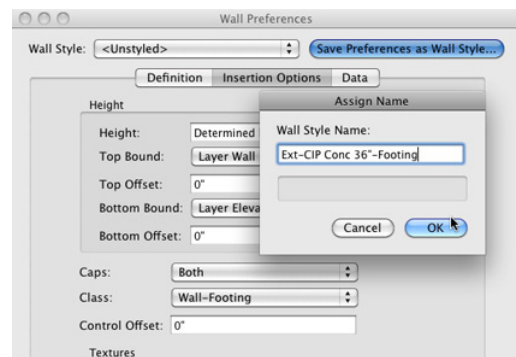 Wall Preferences
Wall Style: <Unstyled> Save Preferences as Wall Style...
Definition Insertion Options Data
Height
Height: Determined
Top Bound: Layer Wall
Top Offset: 0"
Bottom Bound: Layer Eleva
Bottom Offset: 0"
Caps: Both
Class: Wall-Footing
Control Offset: 0"
Textures
Assign Name
Wall Style Name:
Ext-CIP Conc 36"-Footing
Cancel OK